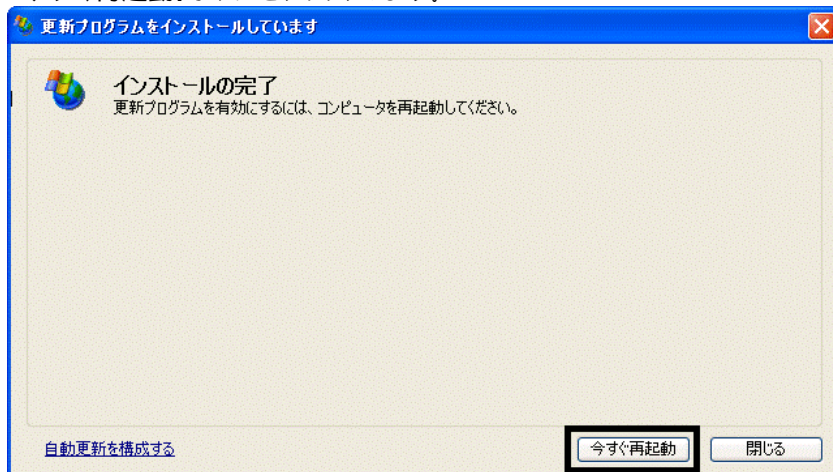 更新プログラムをインストールしています
インストールの完了
更新プログラムを有効にするには、コンピュータを再起動してください。
自動更新を構成する
今すぐ再起動
閉じる